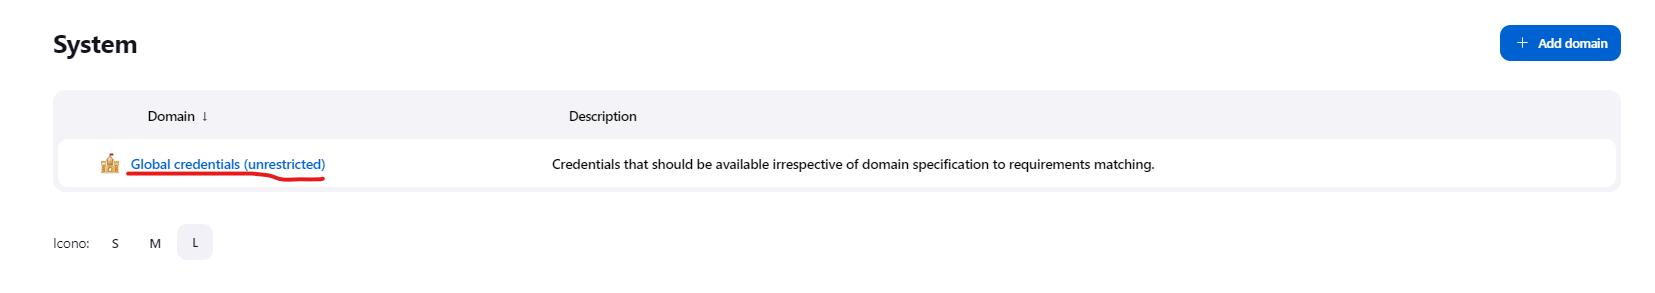 System
+ Add domain
Domain ↓ Description
Global credentials (unrestricted) Credentials that should be available irrespective of domain specification to requirements matching.
Icono: S M L